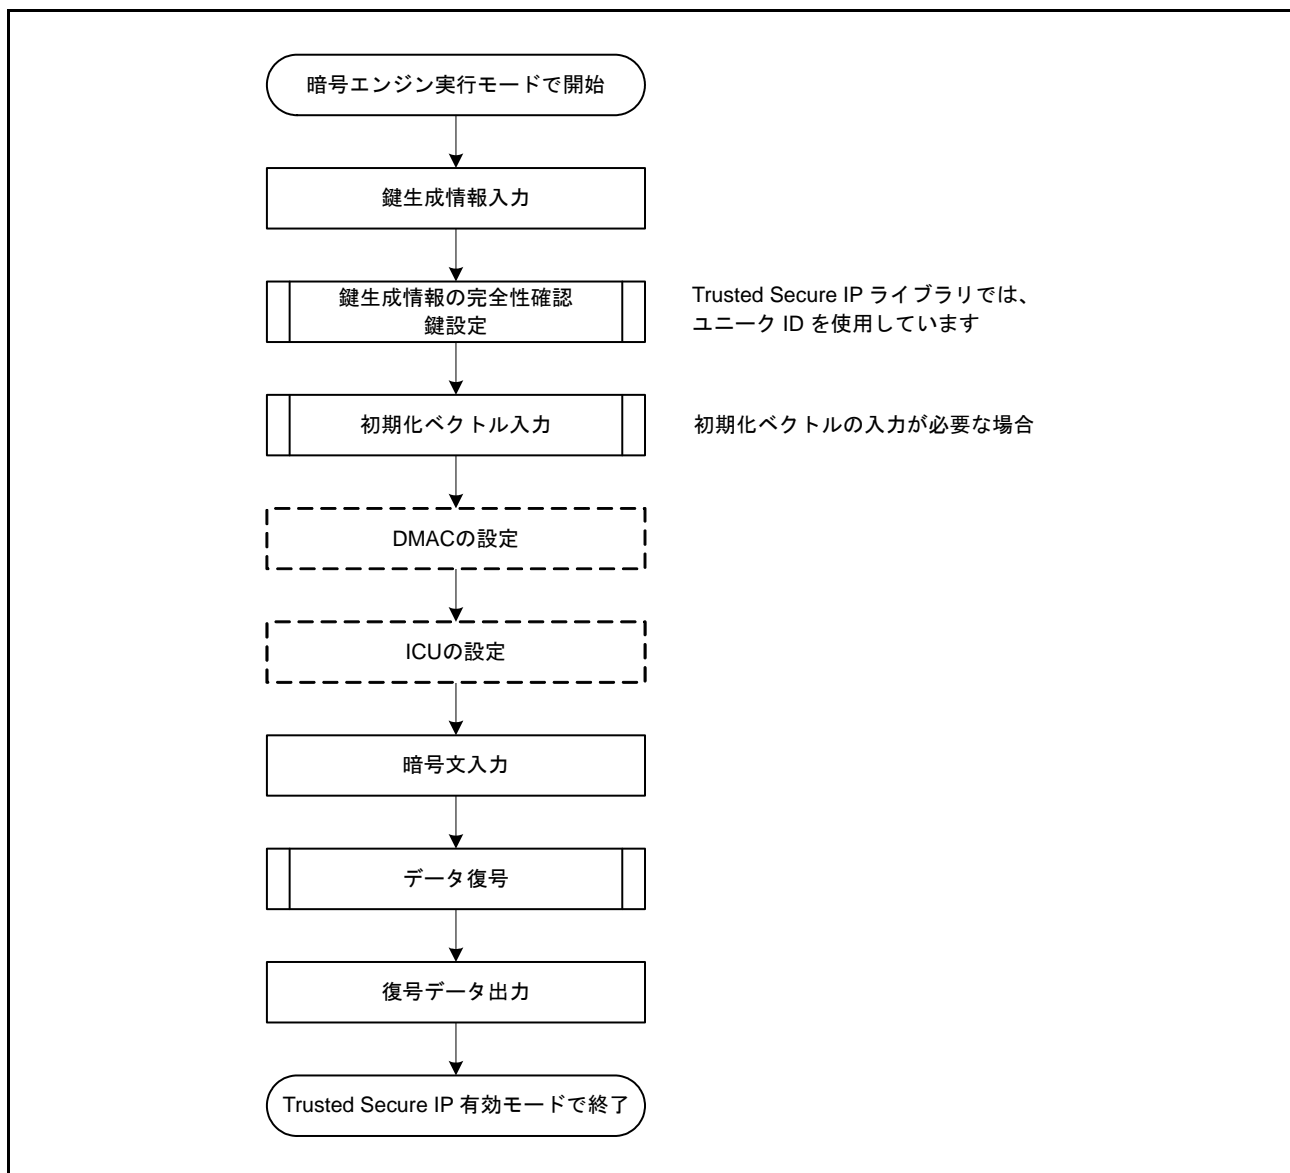 暗号エンジン実行モードで開始
鍵生成情報入力
鍵生成情報の完全性確認
鍵設定
Trusted Secure IP ライブラリでは、
ユニーク ID を使用しています
初期化ベクトル入力
初期化ベクトルの入力が必要な場合
DMACの設定
ICUの設定
暗号文入力
データ復号
復号データ出力
Trusted Secure IP 有効モードで終了